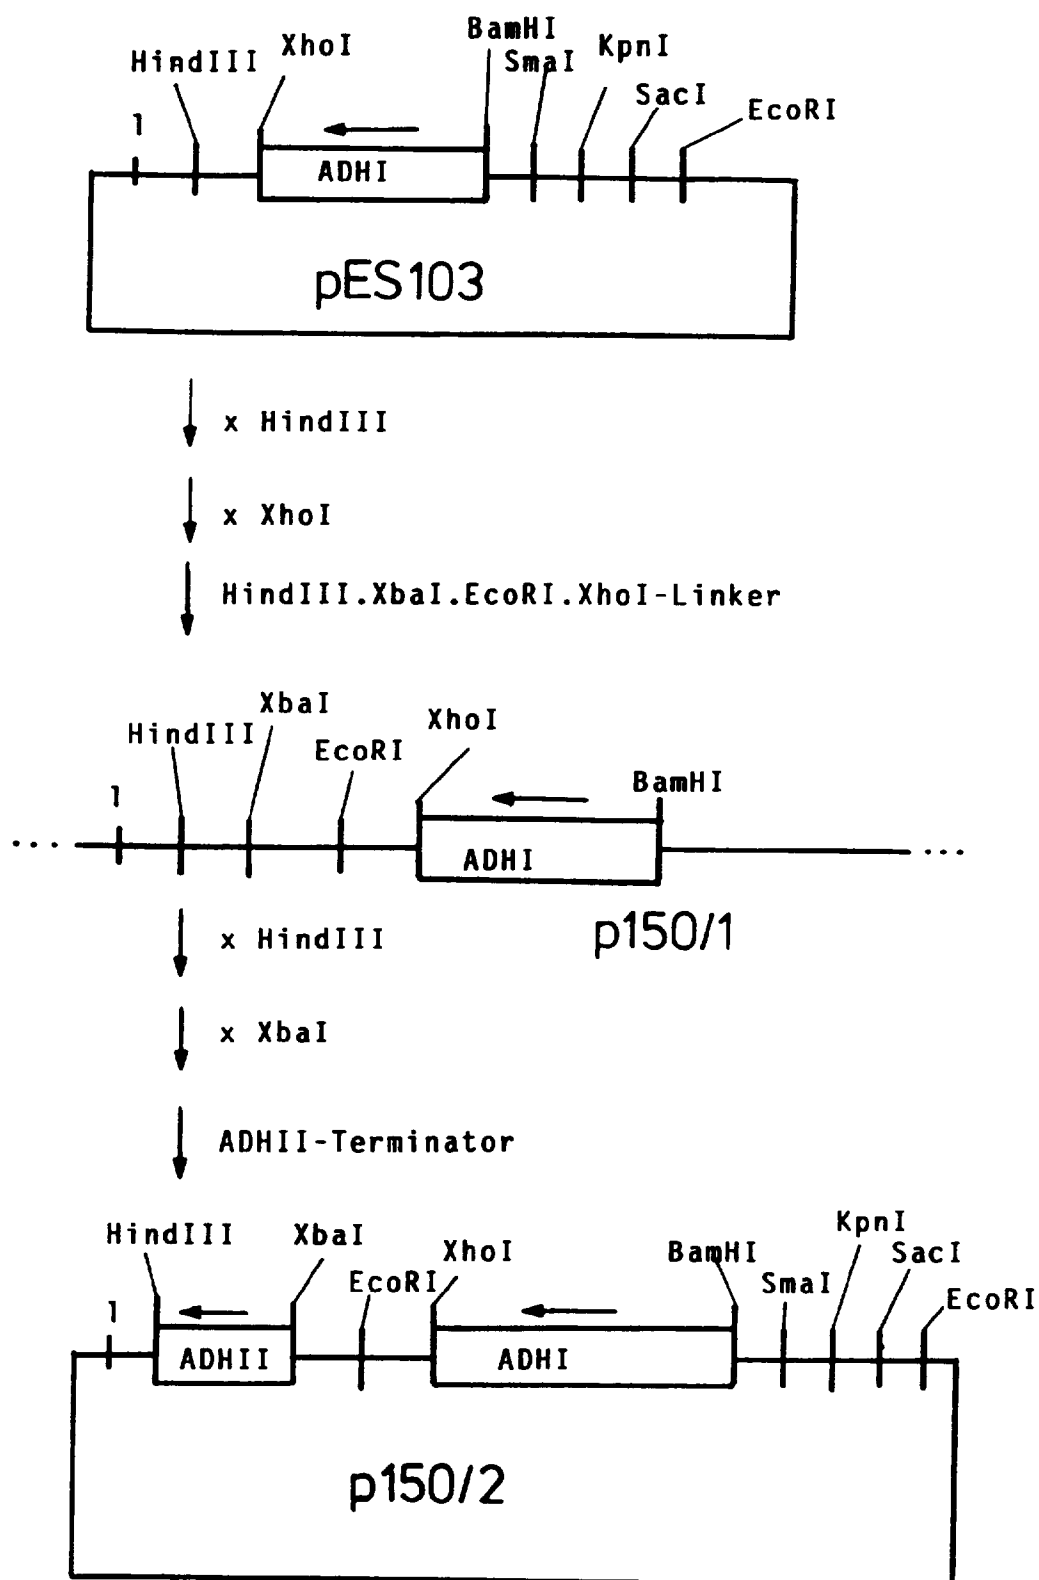 BamHI
XhoI KpnI
HindIII SmaI
SacI
EcoRI
1
ADHI
pES103
x HindIII
x XhoI
HindIII.XbaI.EcoRI.XhoI-Linker
XbaI
XhoI
HindIII
EcoRI
BamHI
1
... ...
ADHI
p150/1
x HindIII
x XbaI
ADHII-Terminator
KpnI
HindIII XbaI
XhoI BamHI SacI
EcoRI SmaI
EcoRI
1
ADHII ADHI
p150/2